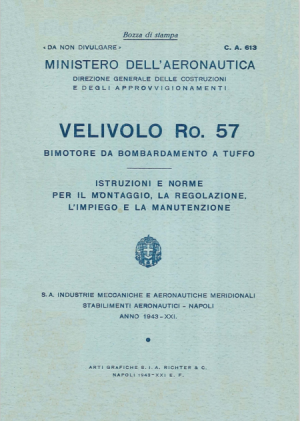 Bozza di stampa
«DA NON DIVULGARE» C. A. 613
MINISTERO DELL'AERONAUTICA
DIREZIONE GENERALE DELLE COSTRUZIONI
E DEGLI APPROVVIGIONAMENTI
VELIVOLO Ro. 57
BIMOTORE DA BOMBARDAMENTO A TUFFO
ISTRUZIONI E NORME
PER IL MONTAGGIO, LA REGOLAZIONE,
L'IMPIEGO E LA MANUTENZIONE
S. A. INDUSTRIE MECCANICHE E AERONAUTICHE MERIDIONALI
STABILIMENTI AERONAUTICI - NAPOLI
ANNO 1943-XXI.
ARTI GRAFICHE S. I. A. RICHTER & C.
NAPOLI 1943-XXI E. F.